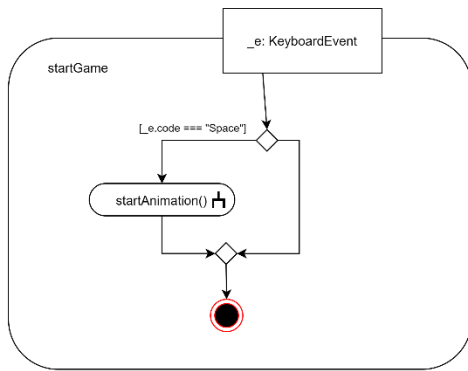 _e: KeyboardEvent
startGame
[_e.code === "Space"]
startAnimation()